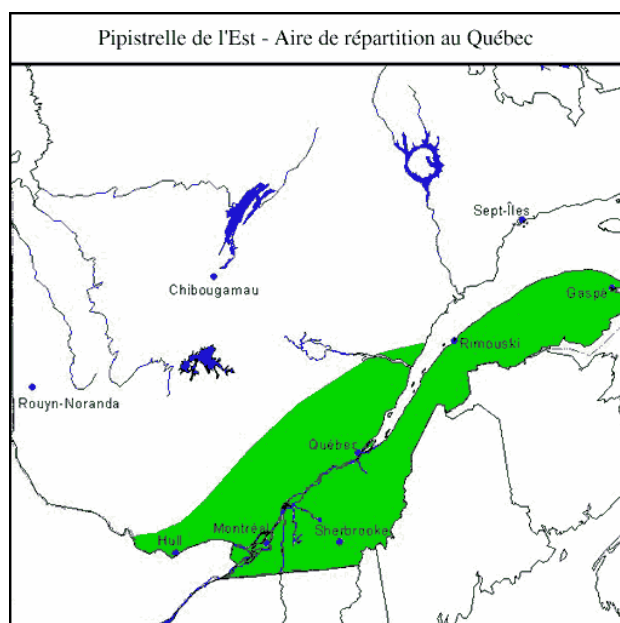 Pipistrelle de l'Est - Aire de répartition au Québec
Sept-Îles
Chibougamau
Gaspé
Rimouski
Rouyn-Noranda
Québec
Montréal
Sherbrooke
Hull